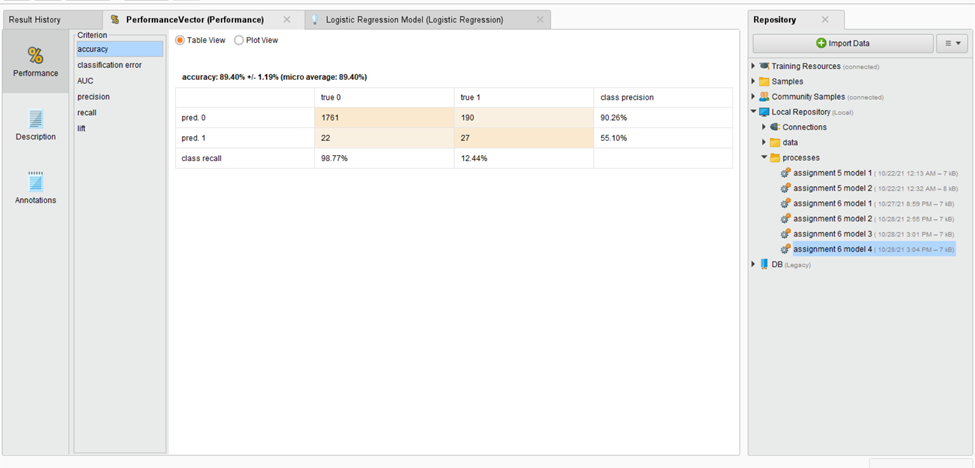 Result History
PerformanceVector (Performance)
Logistic Regression Model (Logistic Regression)
Performance
Description
Annotations
Criterion
accuracy
classification error
AUC
precision
recall
lift
Table View Plot View
accuracy: 89.40% +/- 1.19% (micro average: 89.40%)
true 0 true 1 class precision
pred. 0 1761 190 90.26%
pred. 1 22 27 55.10%
class recall 98.77% 12.44%
Repository
Import Data
Training Resources (connected)
Samples
Community Samples (connected)
Local Repository (Local)
Connections
data
processes
assignment 5 model 1 (10/22/21 12:13 AM – 7 kB)
assignment 5 model 2 (10/22/21 12:32 AM – 8 kB)
assignment 6 model 1 (10/27/21 8:59 PM – 7 kB)
assignment 6 model 2 (10/28/21 2:55 PM – 7 kB)
assignment 6 model 3 (10/28/21 3:01 PM – 7 kB)
assignment 6 model 4 (10/28/21 3:04 PM – 7 kB)
DB (Legacy)